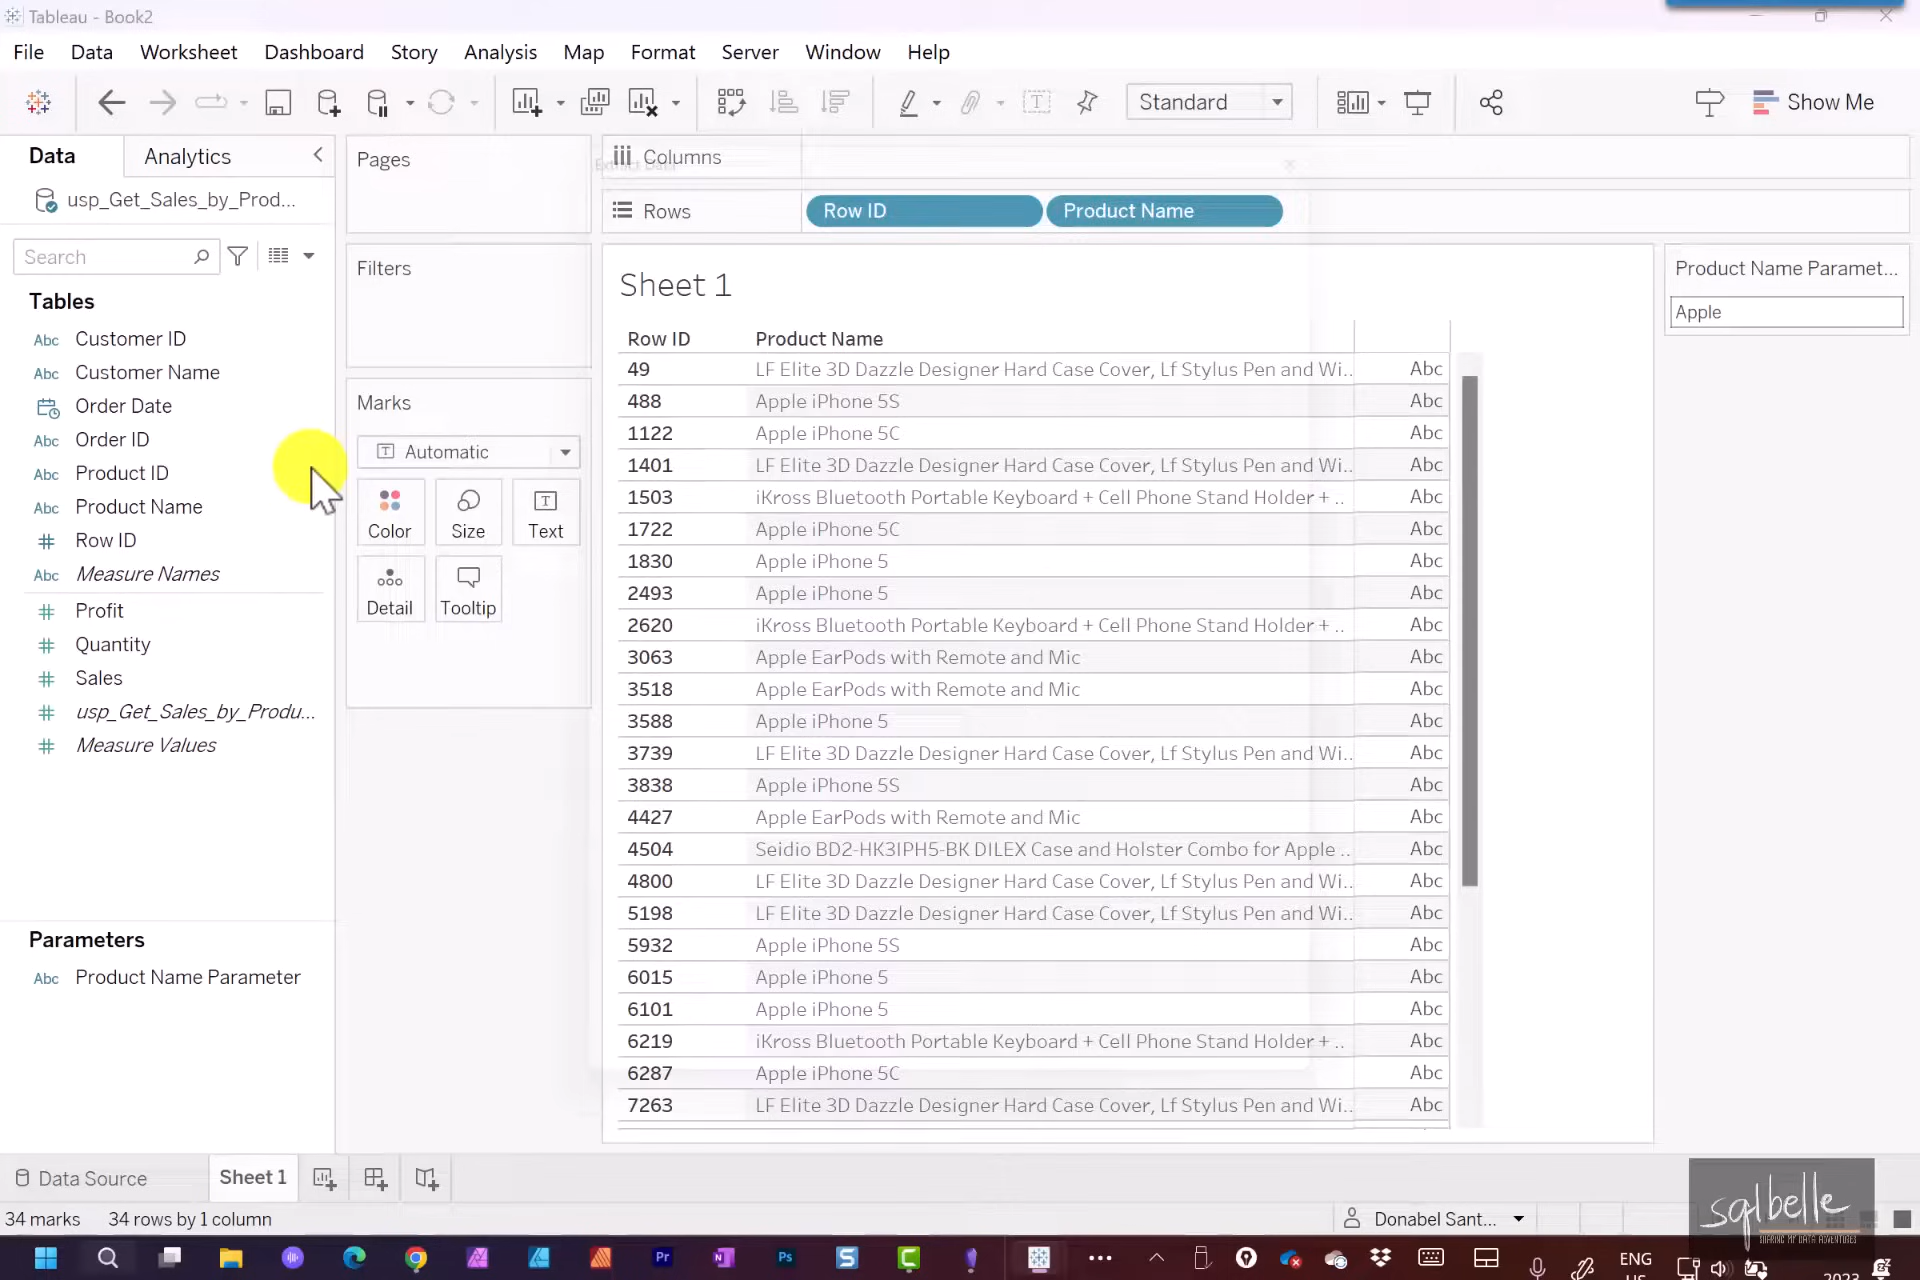 Tableau - Book2
File Data Worksheet Dashboard Story Analysis Map Format Server Window Help
Standard
Show Me
Data Analytics
usp_Get_Sales_by_Prod...
Search
Tables
Abc Customer ID
Abc Customer Name
Order Date
Abc Order ID
Abc Product ID
Abc Product Name
# Row ID
Abc Measure Names
# Profit
# Quantity
# Sales
# usp_Get_Sales_by_Produ...
# Measure Values
Parameters
Abc Product Name Parameter
Pages
Filters
Marks
Automatic
Color Size Text
Detail Tooltip
Columns
Extract Data
Rows Row ID Product Name
Sheet 1
Row ID Product Name
49 LF Elite 3D Dazzle Designer Hard Case Cover, Lf Stylus Pen and Wi.. Abc
488 Apple iPhone 5S Abc
1122 Apple iPhone 5C Abc
1401 LF Elite 3D Dazzle Designer Hard Case Cover, Lf Stylus Pen and Wi.. Abc
1503 iKross Bluetooth Portable Keyboard + Cell Phone Stand Holder + .. Abc
1722 Apple iPhone 5C Abc
1830 Apple iPhone 5 Abc
2493 Apple iPhone 5 Abc
2620 iKross Bluetooth Portable Keyboard + Cell Phone Stand Holder + .. Abc
3063 Apple EarPods with Remote and Mic Abc
3518 Apple EarPods with Remote and Mic Abc
3588 Apple iPhone 5 Abc
3739 LF Elite 3D Dazzle Designer Hard Case Cover, Lf Stylus Pen and Wi.. Abc
3838 Apple iPhone 5S Abc
4427 Apple EarPods with Remote and Mic Abc
4504 Seidio BD2-HK3IPH5-BK DILEX Case and Holster Combo for Apple .. Abc
4800 LF Elite 3D Dazzle Designer Hard Case Cover, Lf Stylus Pen and Wi.. Abc
5198 LF Elite 3D Dazzle Designer Hard Case Cover, Lf Stylus Pen and Wi.. Abc
5932 Apple iPhone 5S Abc
6015 Apple iPhone 5 Abc
6101 Apple iPhone 5 Abc
6219 iKross Bluetooth Portable Keyboard + Cell Phone Stand Holder + .. Abc
6287 Apple iPhone 5C Abc
7263 LF Elite 3D Dazzle Designer Hard Case Cover, Lf Stylus Pen and Wi.. Abc
Product Name Paramet...
Apple
Data Source Sheet 1
34 marks 34 rows by 1 column
Donabel Sant...
sqlbelle
SHARING MY DATA ADVENTURES
Pr
Ps
ENG
US
2023